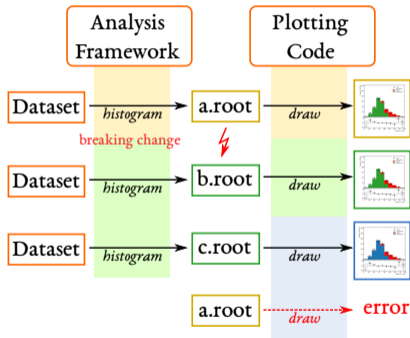 Analysis
Framework
Plotting
Code
Dataset
histogram
a.root
draw
breaking change
Dataset
histogram
b.root
draw
Dataset
histogram
c.root
draw
a.root
draw
error